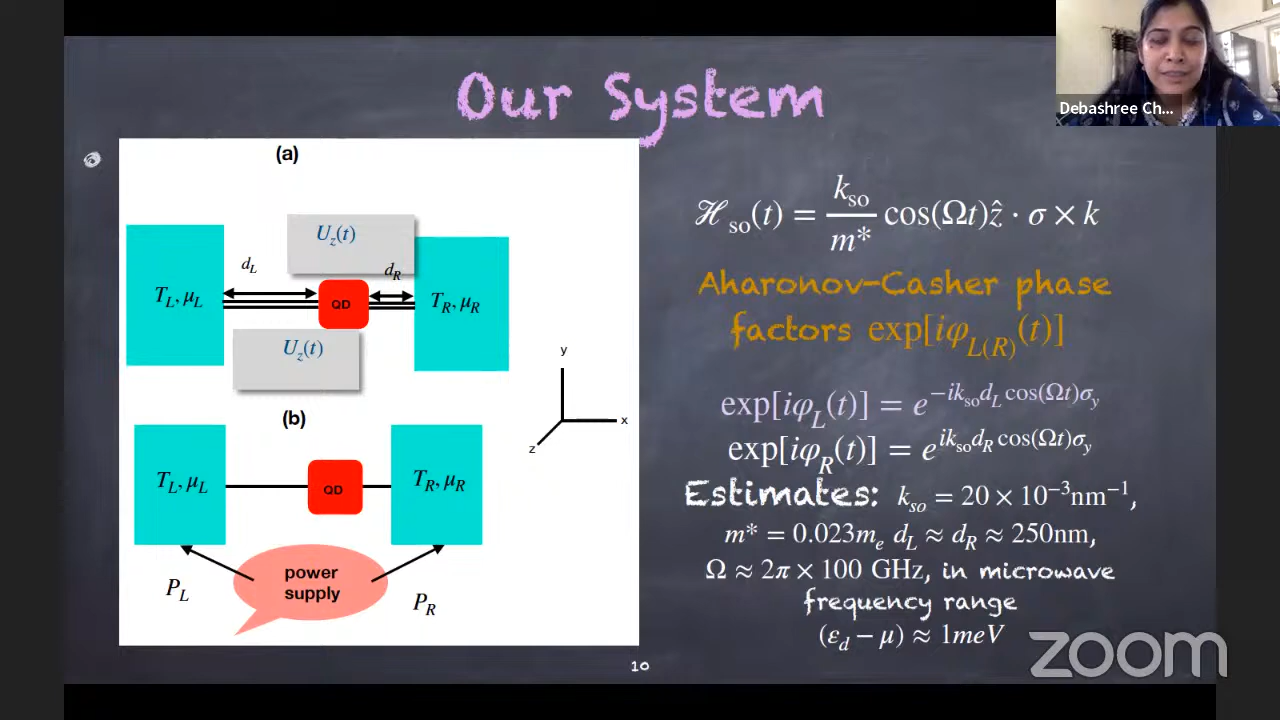 Our System
(a)
U_z(t)
d_L
d_R
T_L, μ_L
QD
T_R, μ_R
U_z(t)
y
x
z
(b)
T_L, μ_L
QD
T_R, μ_R
power
supply
P_L
P_R
ℋ_so(t) = k_so/m* cos(Ωt)ẑ · σ × k
Aharonov-Casher phase
factors exp[iφ_L(R)(t)]
exp[iφ_L(t)] = e^{-ik_so d_L cos(Ωt)σ_y}
exp[iφ_R(t)] = e^{ik_so d_R cos(Ωt)σ_y}
Estimates: k_so = 20 × 10^{-3}nm^{-1},
m* = 0.023m_e d_L ≈ d_R ≈ 250nm,
Ω ≈ 2π × 100 GHz, in microwave
frequency range
(ε_d − μ) ≈ 1meV
10
Debashree Ch...
zoom